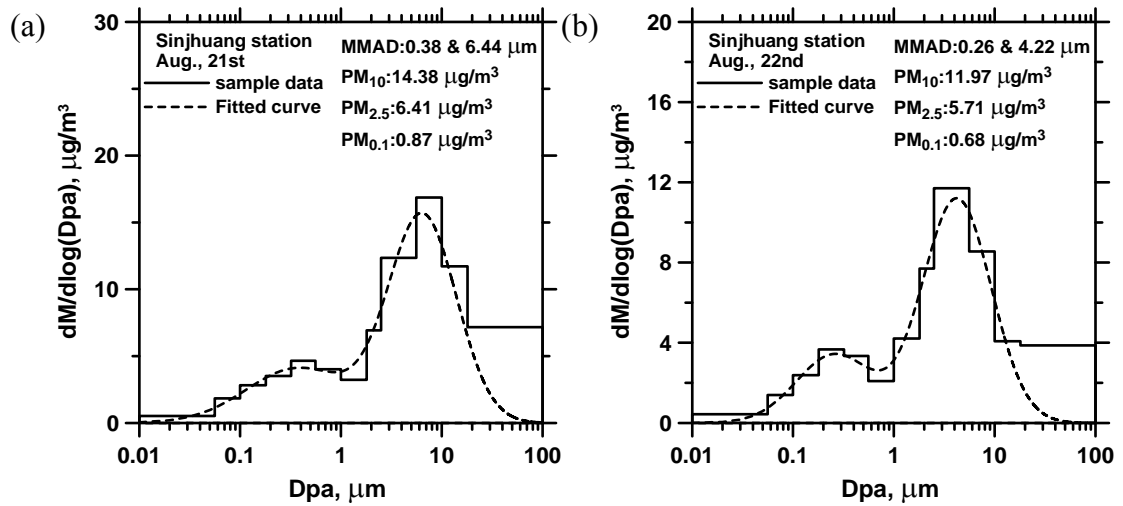 (a)
30
20
10
0
dM/dlog(Dpa), μg/m³
Sinjhuang station
Aug., 21st
sample data
Fitted curve
MMAD:0.38 & 6.44 μm
PM10:14.38 μg/m³
PM2.5:6.41 μg/m³
PM0.1:0.87 μg/m³
0.01 0.1 1 10 100
Dpa, μm
(b)
20
16
12
8
4
0
dM/dlog(Dpa), μg/m³
Sinjhuang station
Aug., 22nd
sample data
Fitted curve
MMAD:0.26 & 4.22 μm
PM10:11.97 μg/m³
PM2.5:5.71 μg/m³
PM0.1:0.68 μg/m³
0.01 0.1 1 10 100
Dpa, μm